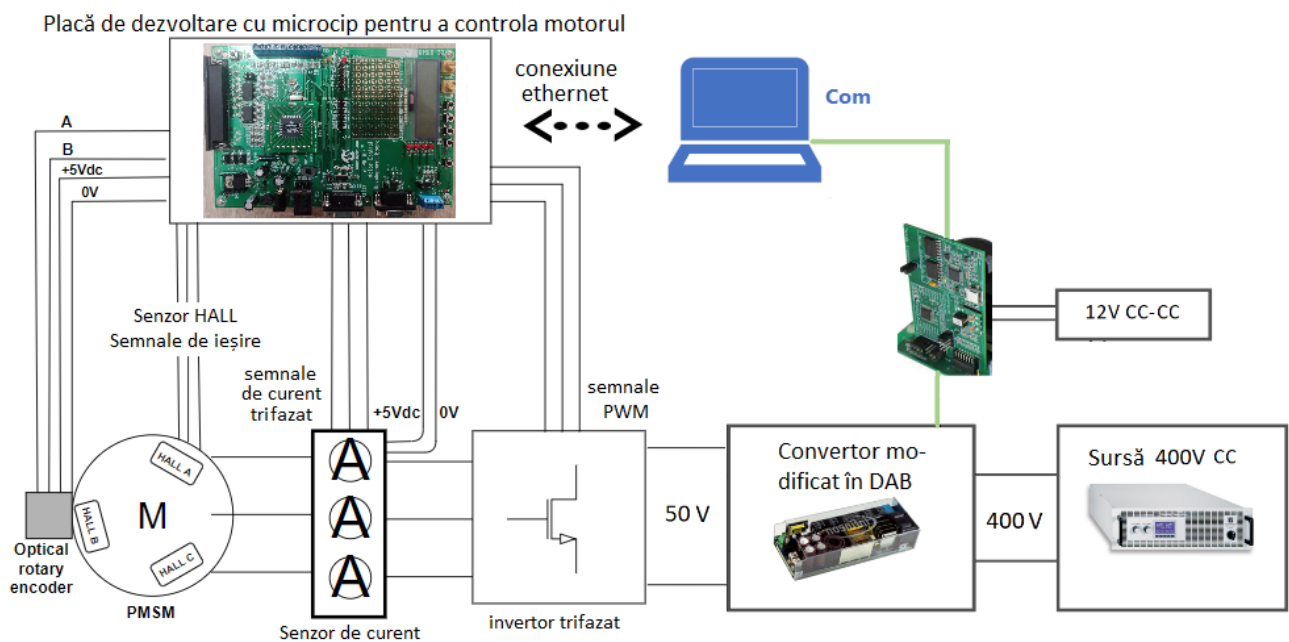 Placă de dezvoltare cu microcip pentru a controla motorul
conexiune
ethernet
Com
A
B
+5Vdc
0V
Senzor HALL
Semnale de ieșire
semnale
de curent
trifazat
+5Vdc
0V
semnale
PWM
12V CC-CC
HALL A
HALL B
HALL C
M
Optical
rotary
encoder
PMSM
A
A
A
Senzor de curent
invertor trifazat
50 V
Convertor mo-
dificat în DAB
400 V
Sursă 400V CC